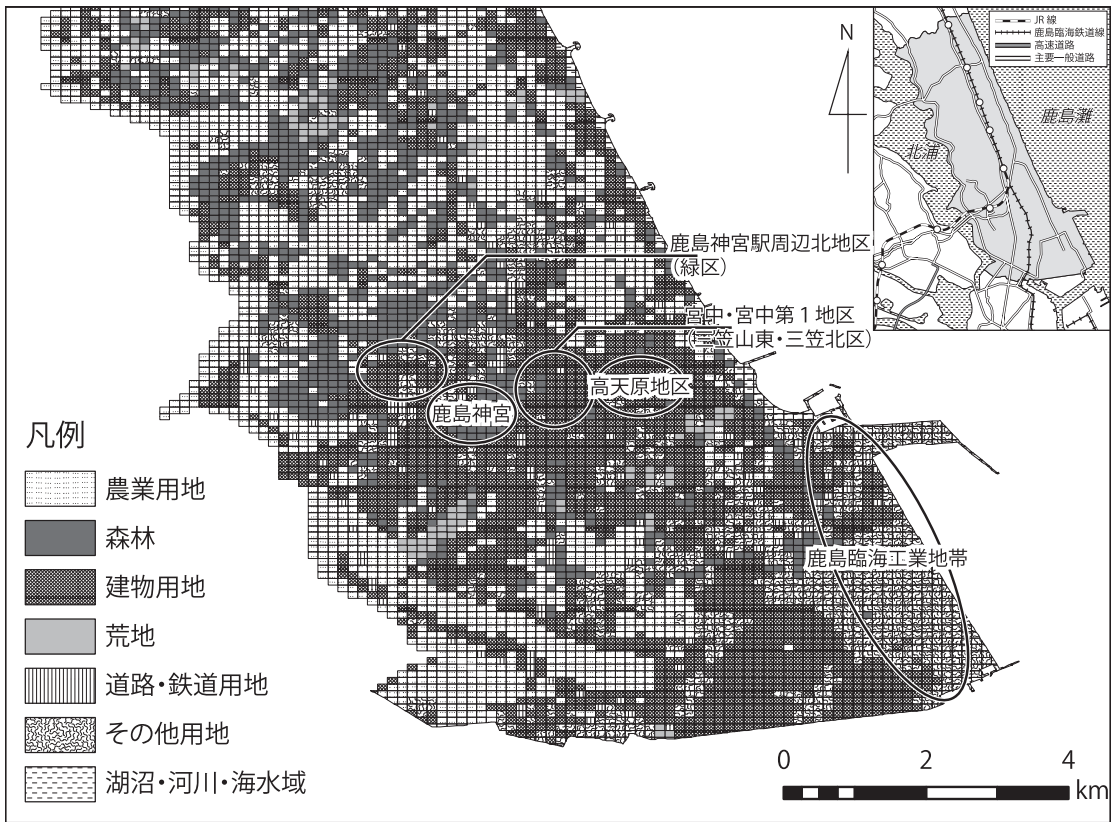 N
JR 線
鹿島臨海鉄道線
高速道路
主要一般道路
鹿島灘
北浦
鹿島神宮駅周辺北地区
(緑区)
宮中・宮中第1地区
(三笠山東・三笠北区)
高天原地区
鹿島神宮
鹿島臨海工業地帯
凡例
農業用地
森林
建物用地
荒地
道路・鉄道用地
その他用地
湖沼・河川・海水域
0 2 4
km